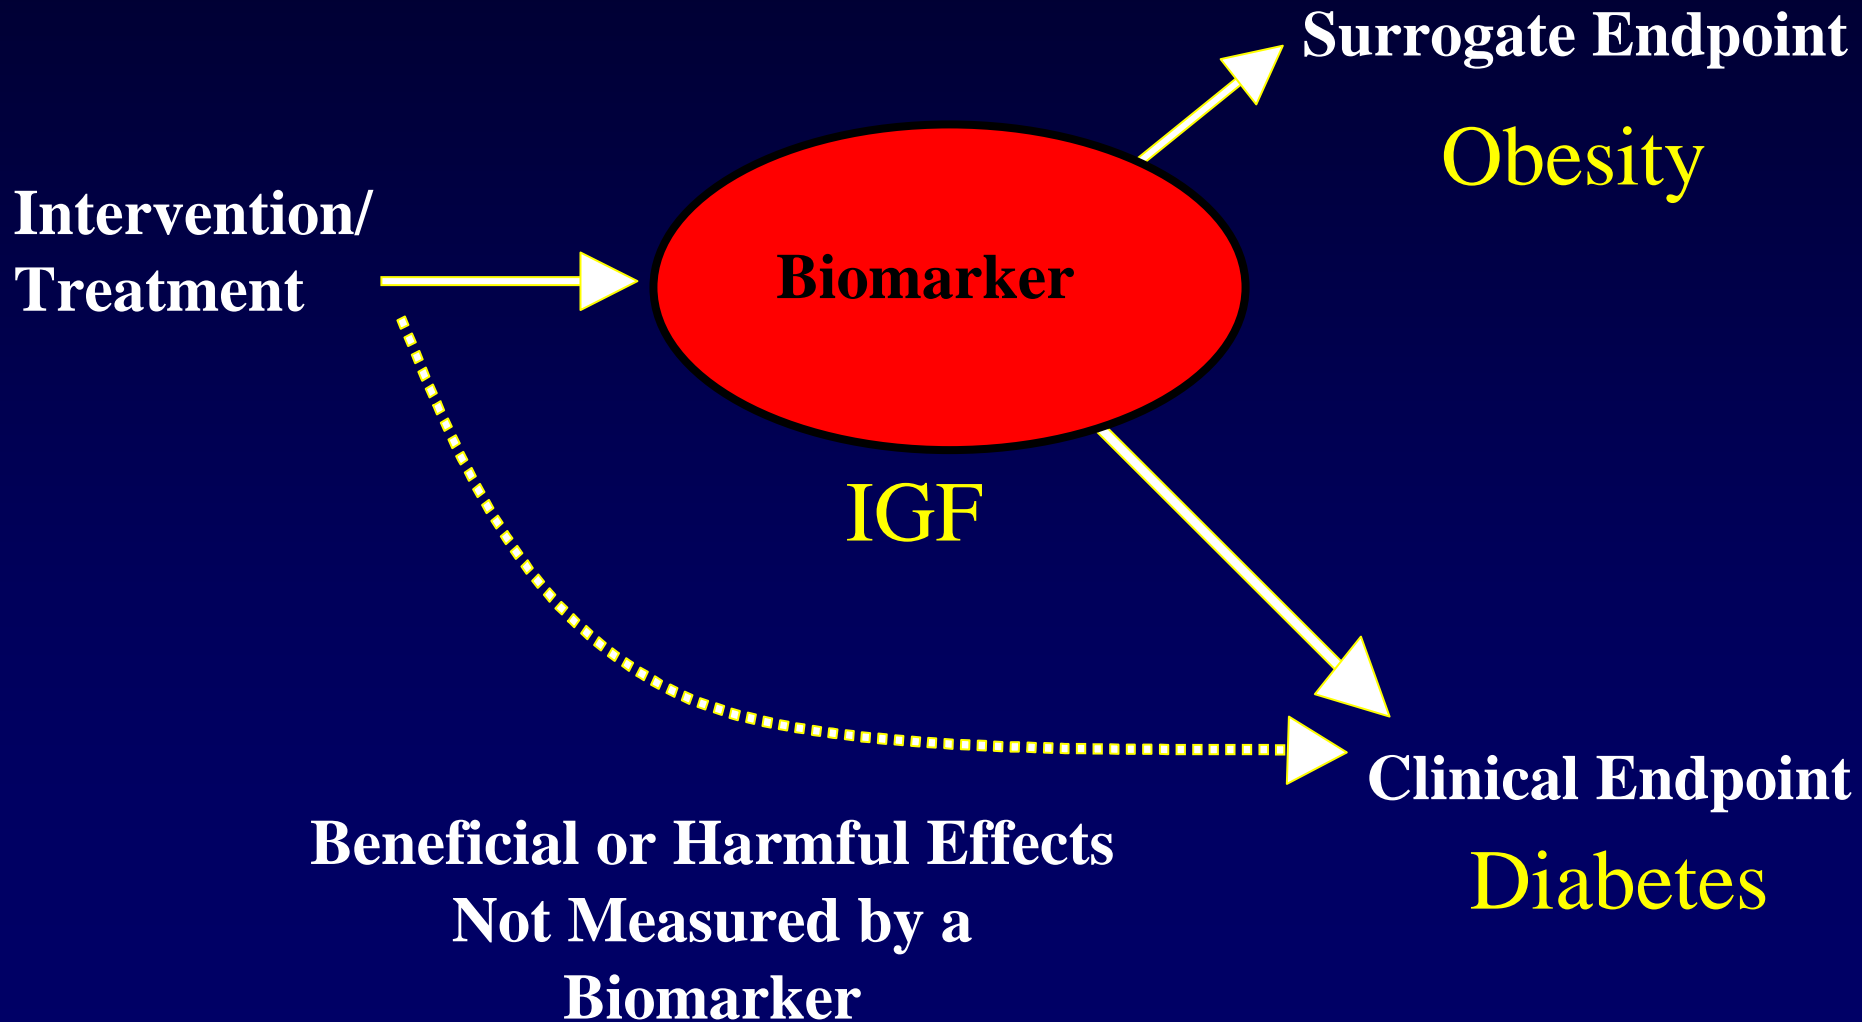 Surrogate Endpoint
Obesity
Intervention/
Treatment
Biomarker
IGF
Clinical Endpoint
Diabetes
Beneficial or Harmful Effects
Not Measured by a
Biomarker